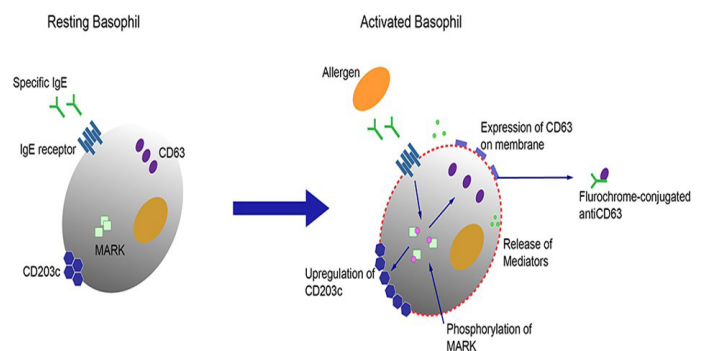 Resting Basophil
Activated Basophil
Specific IgE
IgE receptor
CD63
MARK
CD203c
Allergen
Expression of CD63
on membrane
Flurochrome-conjugated
antiCD63
Release of
Mediators
Upregulation of
CD203c
Phosphorylation of
MARK